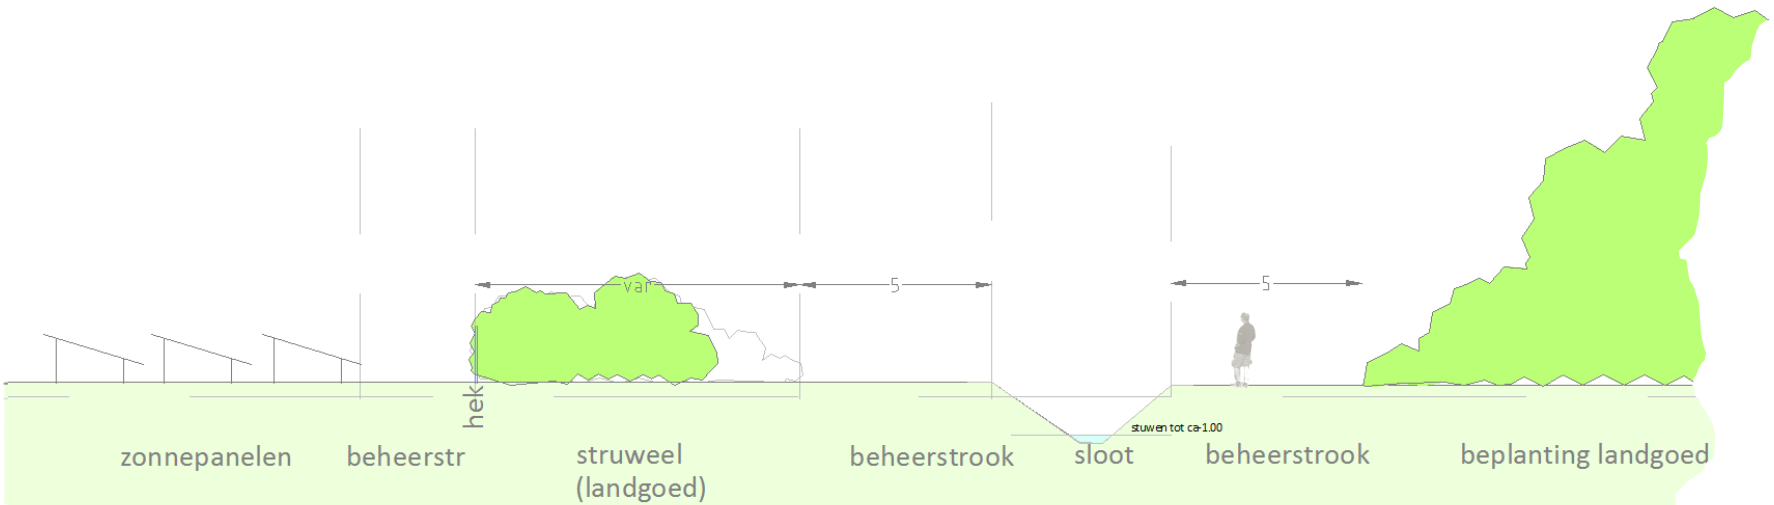 var
5
5
stuwen tot ca-1.00
hek
zonnepanelen
beheerstr
struweel
(landgoed)
beheerstrook
sloot
beheerstrook
beplanting landgoed